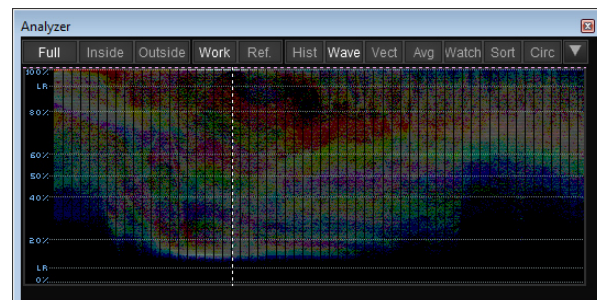 Analyzer
Full Inside Outside Work Ref. Hist Wave Vect Avg Watch Sort Circ
100%
LR
80%
60%
50%
40%
20%
LR
0%